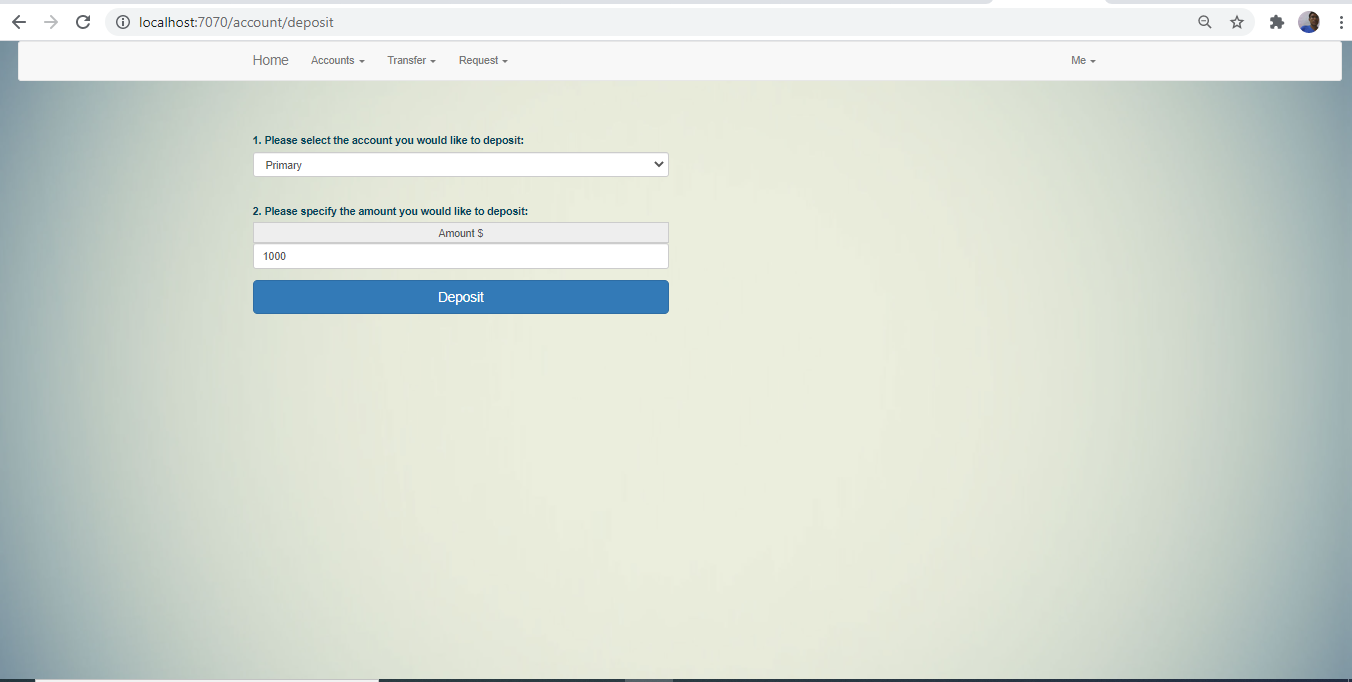 localhost:7070/account/deposit
Home Accounts Transfer Request Me
1. Please select the account you would like to deposit:
Primary
2. Please specify the amount you would like to deposit:
Amount $
1000
Deposit